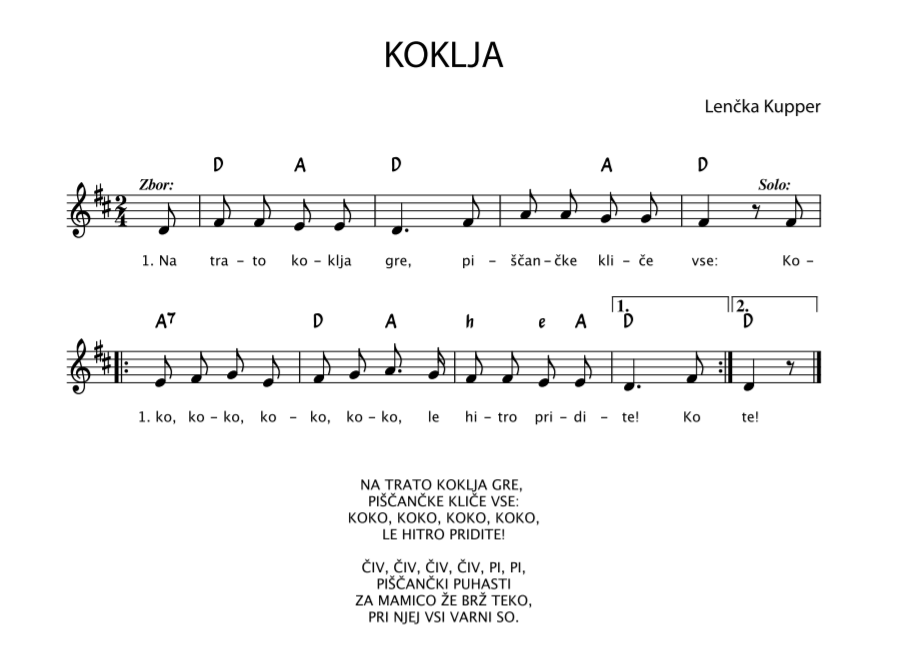 KOKLJA
Lenčka Kupper
D A D A D
Zbor: Solo:
2
4
1. Na tra – to ko – klja gre, pi – ščan – čke kli – če vse: Ko –
1. 2.
A7 D A h e A D D
1. ko, ko – ko, ko – ko, ko – ko, le hi – tro pri – di – te! Ko te!
NA TRATO KOKLJA GRE,
PIŠČANČKE KLIČE VSE:
KOKO, KOKO, KOKO, KOKO,
LE HITRO PRIDITE!
ČIV, ČIV, ČIV, ČIV, PI, PI,
PIŠČANČKI PUHASTI
ZA MAMICO ŽE BRŽ TEKO,
PRI NJEJ VSI VARNI SO.